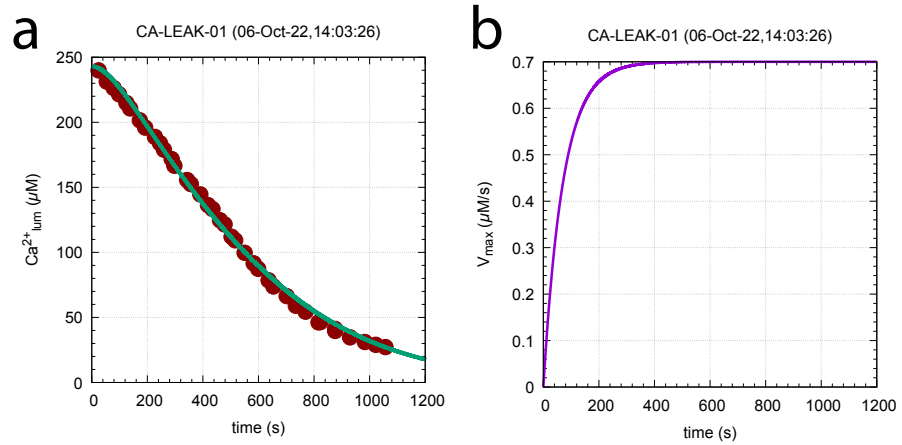 a
CA-LEAK-01 (06-Oct-22,14:03:26)
250
200
150
100
50
0
Ca²⁺lum (µM)
0 200 400 600 800 1000 1200
time (s)
b
CA-LEAK-01 (06-Oct-22,14:03:26)
0.7
0.6
0.5
0.4
0.3
0.2
0.1
0
Vmax (µM/s)
0 200 400 600 800 1000 1200
time (s)